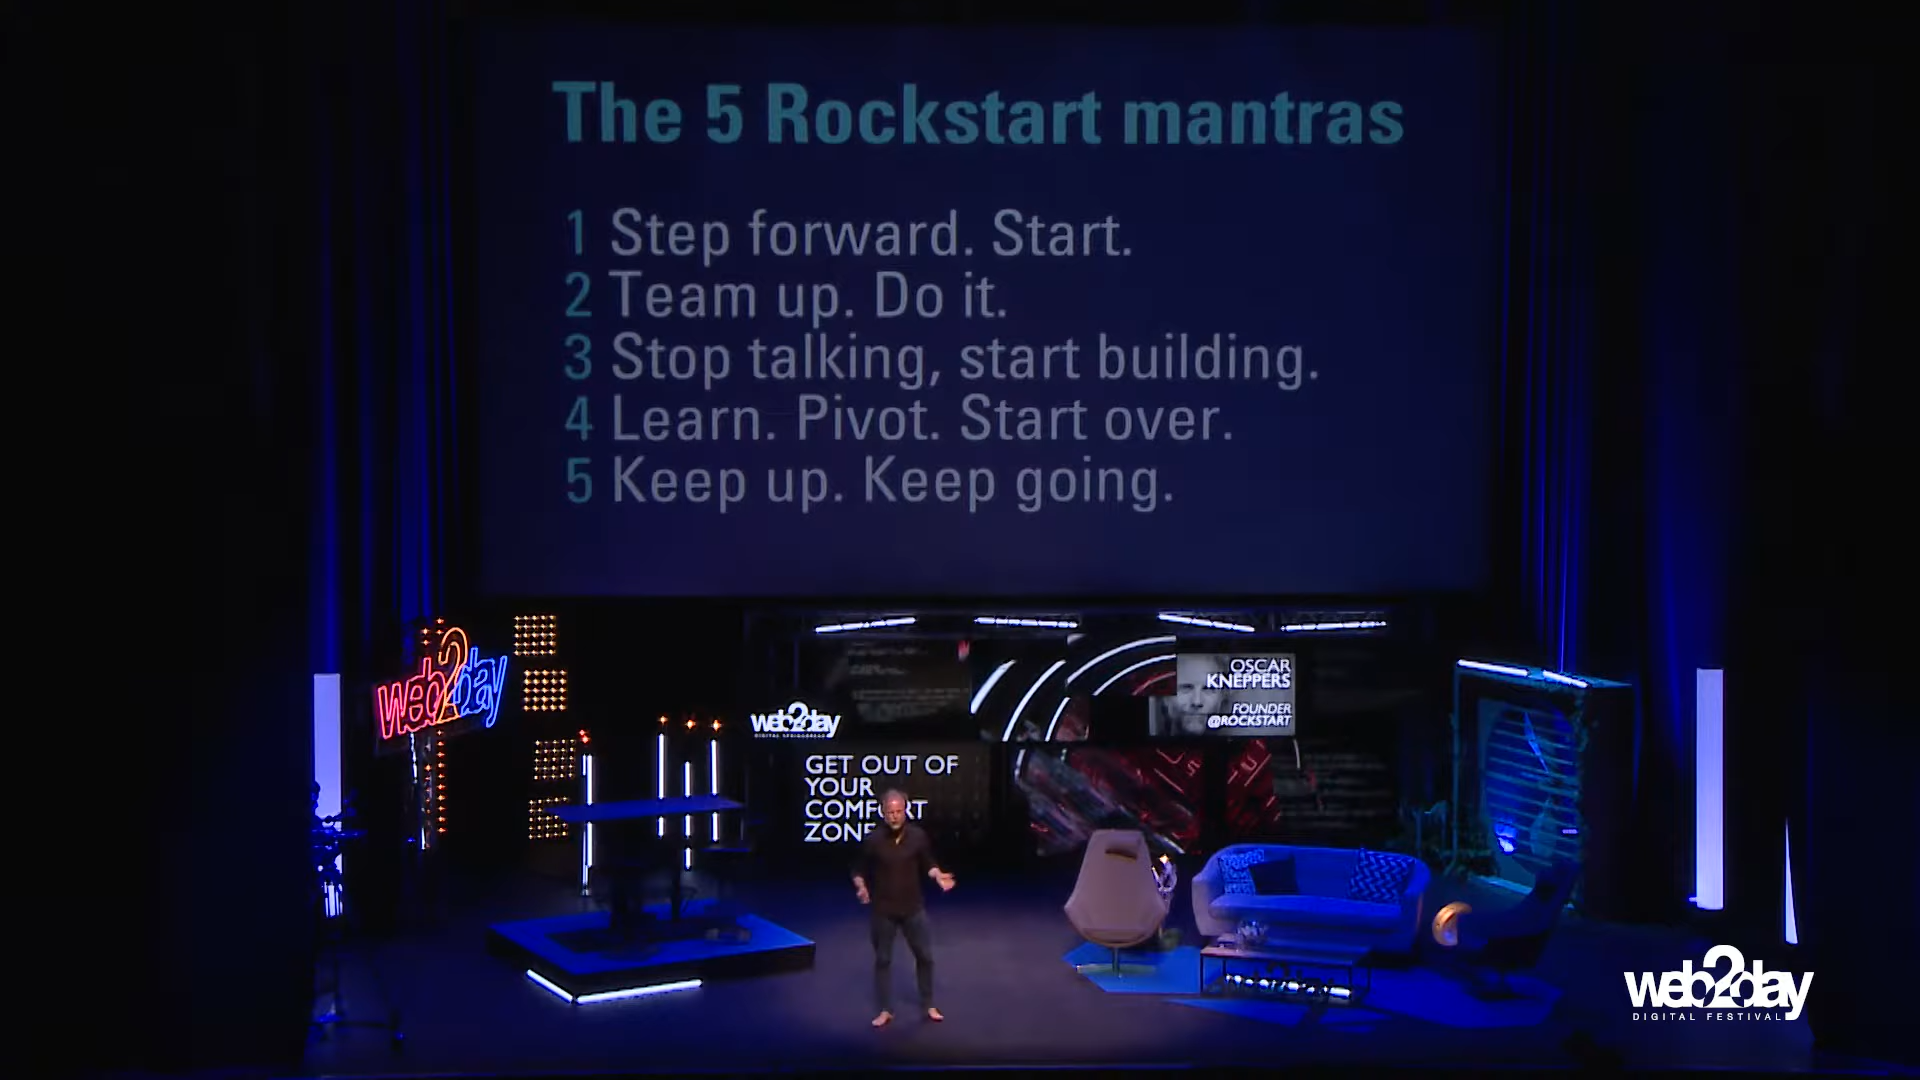 The 5 Rockstart mantras
1 Step forward. Start.
2 Team up. Do it.
3 Stop talking, start building.
4 Learn. Pivot. Start over.
5 Keep up. Keep going.
web2day
OSCAR
KNEPPERS
FOUNDER
@ROCKSTART
web2day
GET OUT OF
YOUR
COMFORT
ZONE
web2day
DIGITAL FESTIVAL